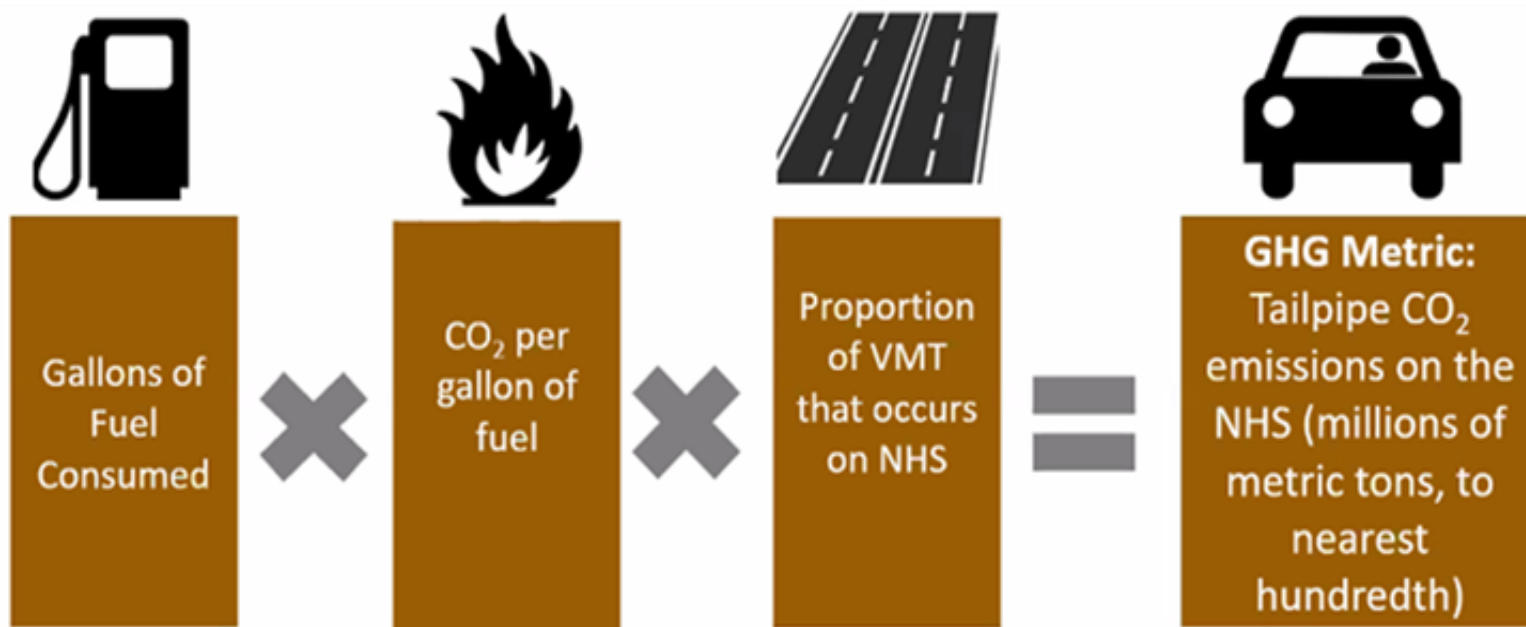 Gallons of
Fuel
Consumed
CO₂ per
gallon of
fuel
Proportion
of VMT
that occurs
on NHS
GHG Metric:
Tailpipe CO₂
emissions on the
NHS (millions of
metric tons, to
nearest
hundredth)